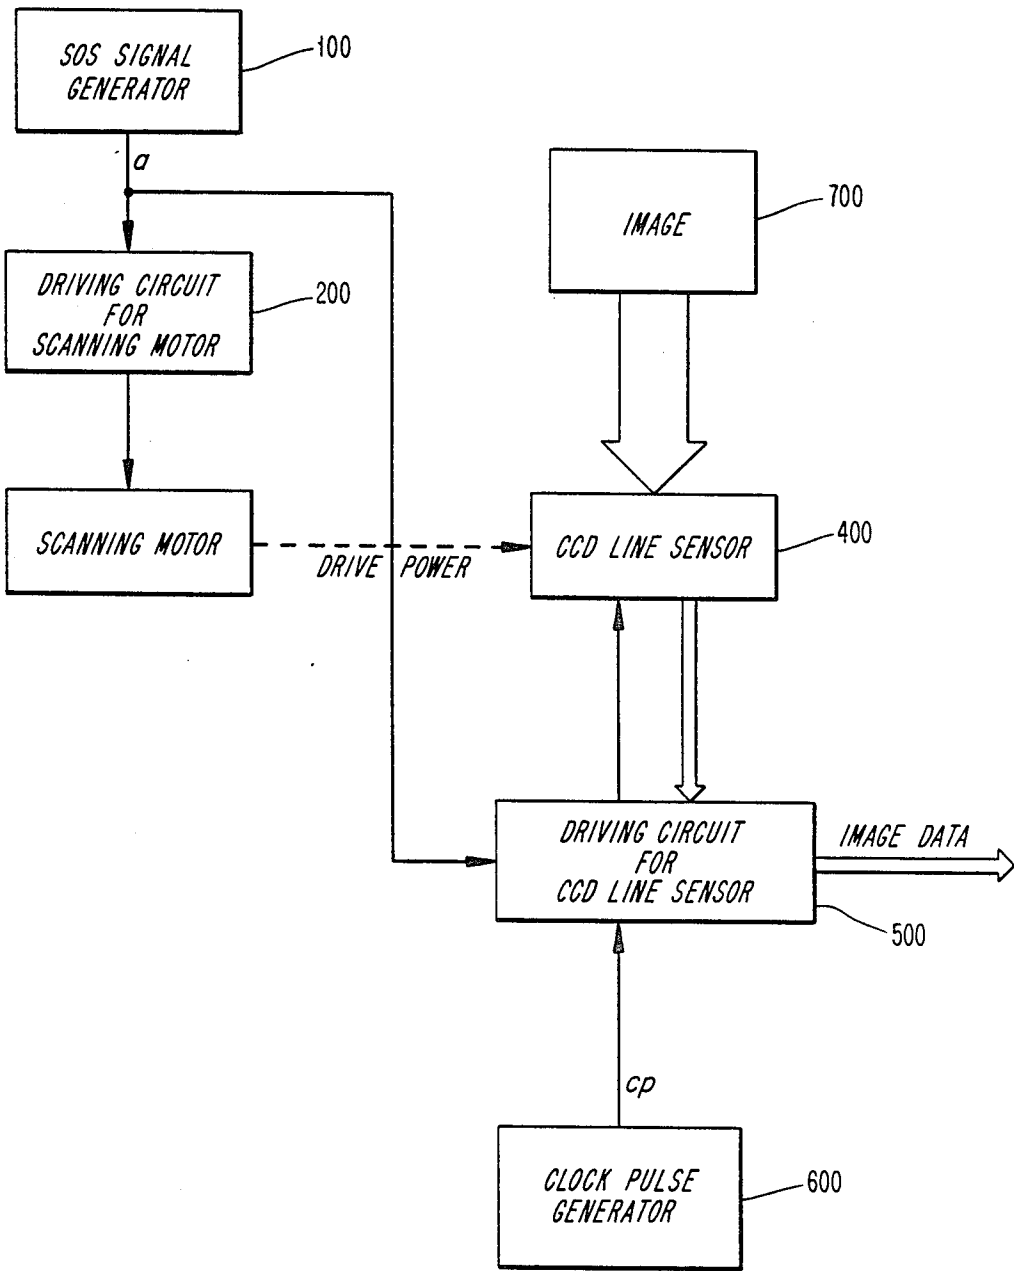 SOS SIGNAL
GENERATOR
100
a
IMAGE
700
DRIVING CIRCUIT
FOR
SCANNING MOTOR
200
SCANNING MOTOR
DRIVE POWER
CCD LINE SENSOR
400
DRIVING CIRCUIT
FOR
CCD LINE SENSOR
IMAGE DATA
500
cp
CLOCK PULSE
GENERATOR
600